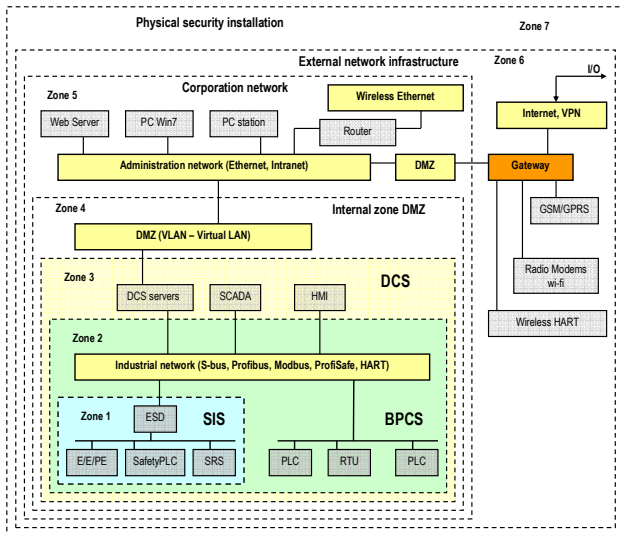 Physical security installation
Zone 7
External network infrastructure
Zone 6
I/O
Corporation network
Zone 5
Wireless Ethernet
Web Server
PC Win7
PC station
Router
Internet, VPN
Administration network (Ethernet, Intranet)
DMZ
Gateway
Zone 4
Internal zone DMZ
GSM/GPRS
DMZ (VLAN – Virtual LAN)
Zone 3
DCS
Radio Modems
wi-fi
DCS servers
SCADA
HMI
Wireless HART
Zone 2
Industrial network (S-bus, Profibus, Modbus, ProfiSafe, HART)
Zone 1
ESD
SIS
BPCS
E/E/PE
SafetyPLC
SRS
PLC
RTU
PLC